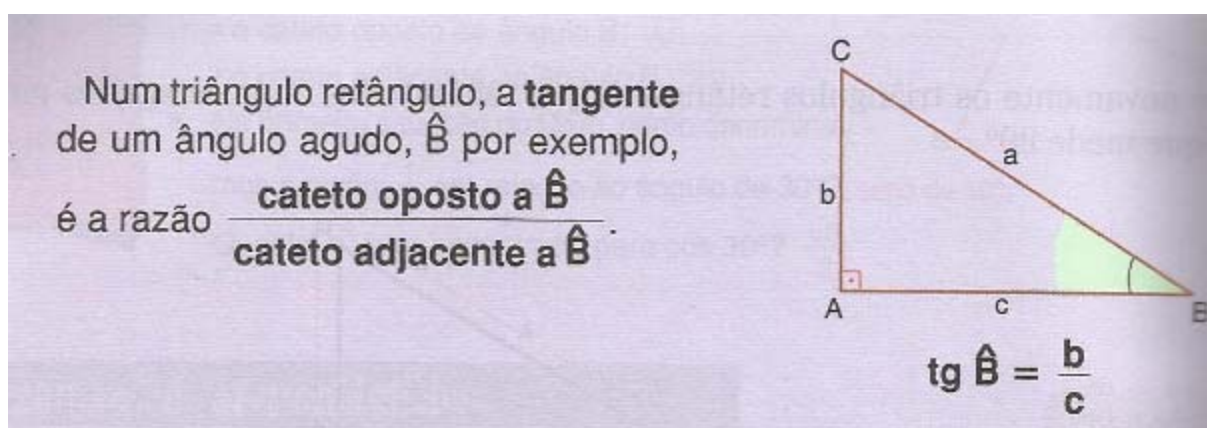 Num triângulo retângulo, a tangente
de um ângulo agudo, B̂ por exemplo,
é a razão cateto oposto a B̂
cateto adjacente a B̂ .
C
a
b
A
c
B
tg B̂ = b
c